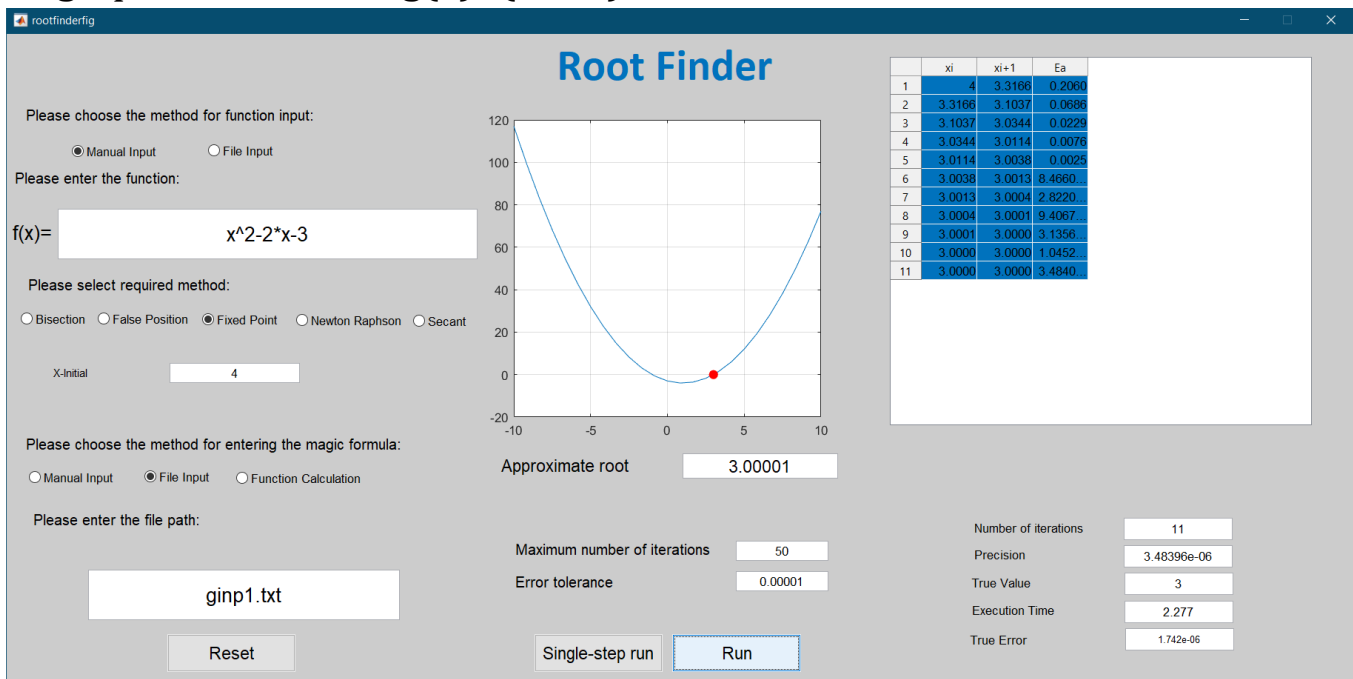 rootfinderfig
Root Finder
Please choose the method for function input:
Manual Input File Input
Please enter the function:
f(x)= x^2-2*x-3
Please select required method:
Bisection False Position Fixed Point Newton Raphson Secant
X-Initial 4
Please choose the method for entering the magic formula:
Manual Input File Input Function Calculation
Please enter the file path:
ginp1.txt
Reset
120
100
80
60
40
20
0
-20
-10 -5 0 5 10
Approximate root 3.00001
Maximum number of iterations 50
Error tolerance 0.00001
Single-step run Run
xi xi+1 Ea
1 4 3.3166 0.2060
2 3.3166 3.1037 0.0686
3 3.1037 3.0344 0.0229
4 3.0344 3.0114 0.0076
5 3.0114 3.0038 0.0025
6 3.0038 3.0013 8.4660...
7 3.0013 3.0004 2.8220...
8 3.0004 3.0001 9.4067...
9 3.0001 3.0000 3.1356...
10 3.0000 3.0000 1.0452...
11 3.0000 3.0000 3.4840...
Number of iterations 11
Precision 3.48396e-06
True Value 3
Execution Time 2.277
True Error 1.742e-06